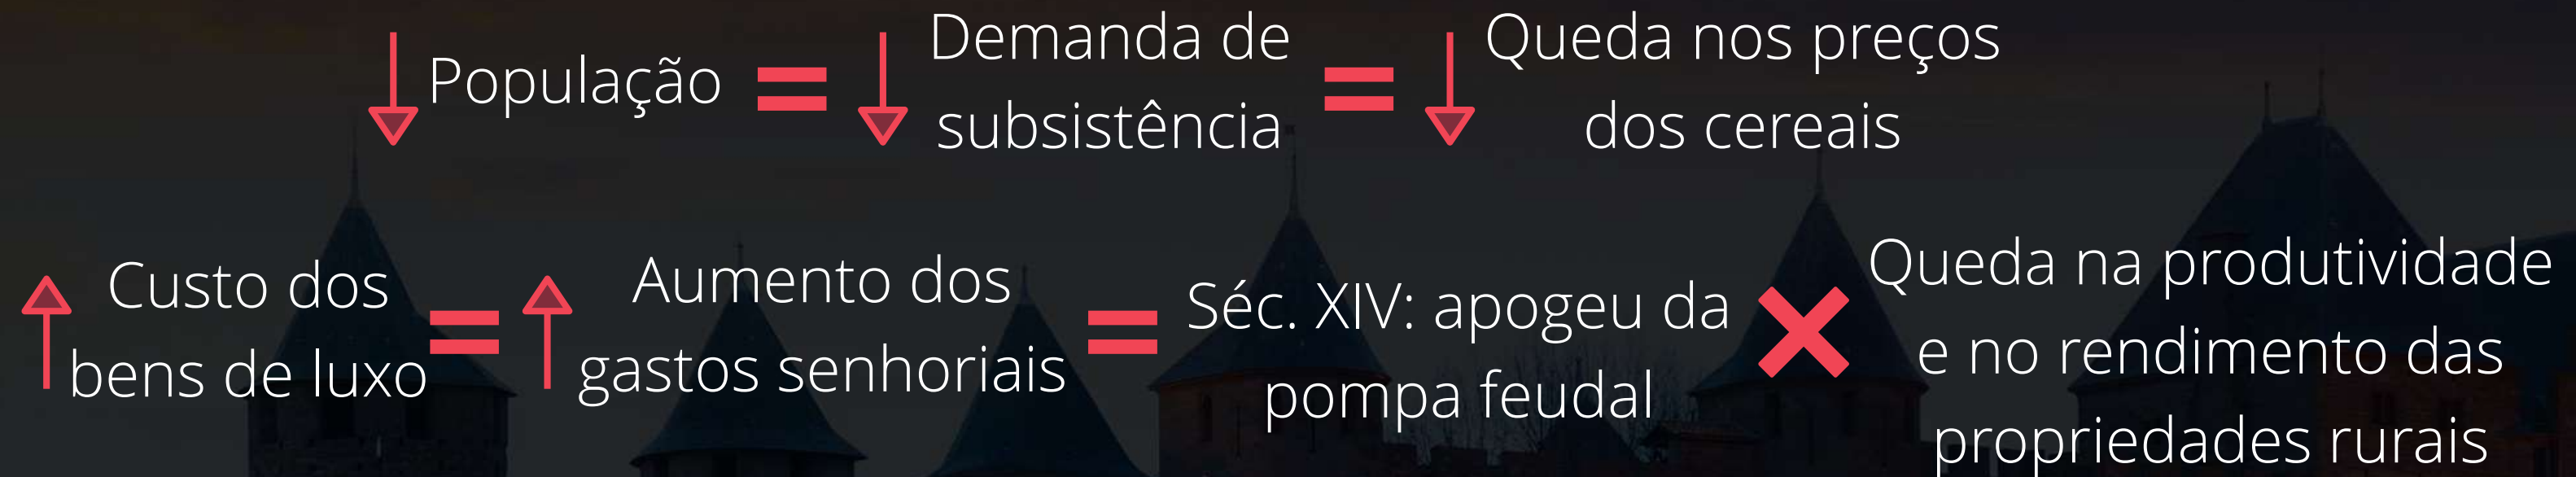 População = Demanda de subsistência = Queda nos preços dos cereais
Custo dos bens de luxo = Aumento dos gastos senhoriais = Séc. XIV: apogeu da pompa feudal × Queda na produtividade e no rendimento das propriedades rurais